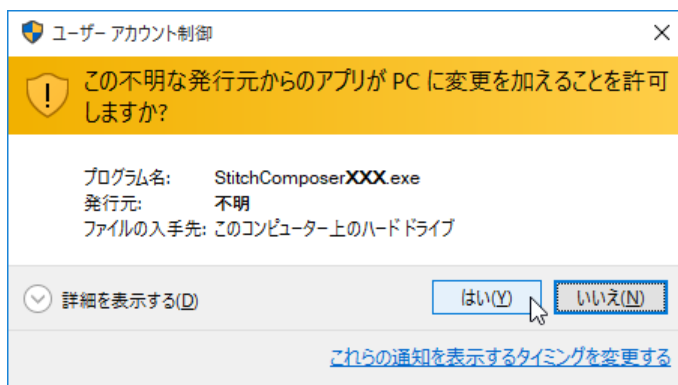 ユーザー アカウント制御
この不明な発行元からのアプリが PC に変更を加えることを許可
しますか?
プログラム名: StitchComposerXXX.exe
発行元: 不明
ファイルの入手先: このコンピューター上のハード ドライブ
詳細を表示する(D) はい(Y) いいえ(N)
これらの通知を表示するタイミングを変更する